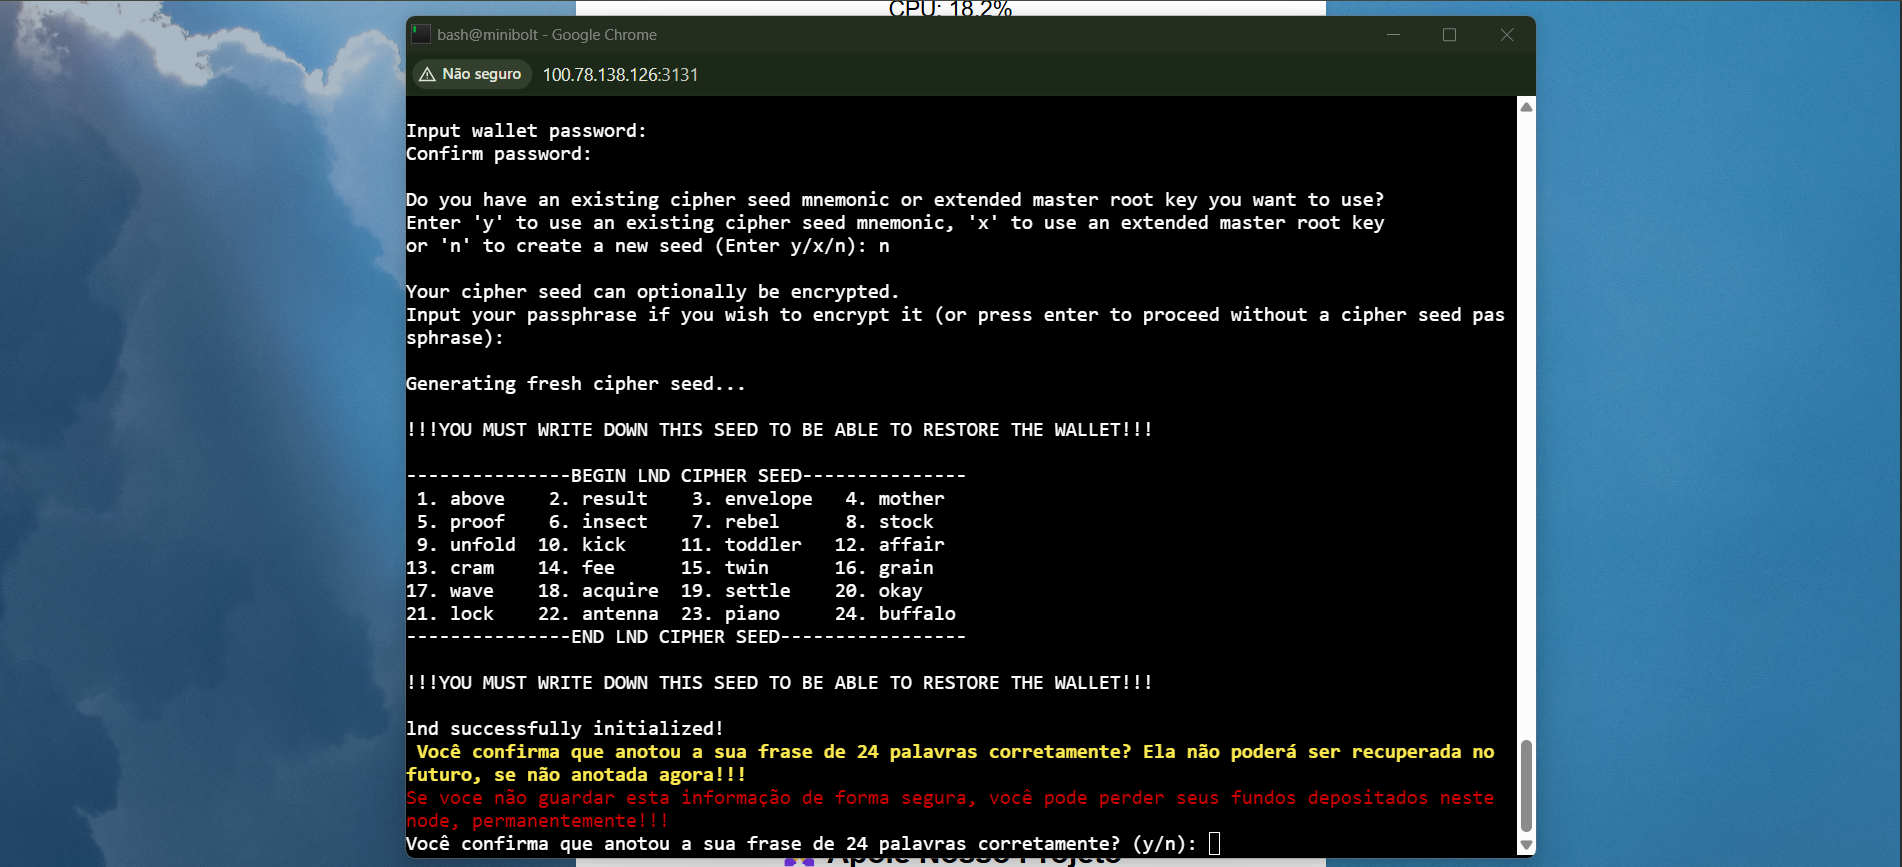 CPU: 18.2%
bash@minibolt - Google Chrome
Não seguro 100.78.138.126:3131
Input wallet password:
Confirm password:
Do you have an existing cipher seed mnemonic or extended master root key you want to use?
Enter 'y' to use an existing cipher seed mnemonic, 'x' to use an extended master root key
or 'n' to create a new seed (Enter y/x/n): n
Your cipher seed can optionally be encrypted.
Input your passphrase if you wish to encrypt it (or press enter to proceed without a cipher seed pas
sphrase):
Generating fresh cipher seed...
!!!YOU MUST WRITE DOWN THIS SEED TO BE ABLE TO RESTORE THE WALLET!!!
---------------BEGIN LND CIPHER SEED---------------
1. above 2. result 3. envelope 4. mother
5. proof 6. insect 7. rebel 8. stock
9. unfold 10. kick 11. toddler 12. affair
13. cram 14. fee 15. twin 16. grain
17. wave 18. acquire 19. settle 20. okay
21. lock 22. antenna 23. piano 24. buffalo
---------------END LND CIPHER SEED-----------------
!!!YOU MUST WRITE DOWN THIS SEED TO BE ABLE TO RESTORE THE WALLET!!!
lnd successfully initialized!
Você confirma que anotou a sua frase de 24 palavras corretamente? Ela não poderá ser recuperada no
futuro, se não anotada agora!!!
Se voce não guardar esta informação de forma segura, você pode perder seus fundos depositados neste
node, permanentemente!!!
Você confirma que anotou a sua frase de 24 palavras corretamente? (y/n):
Apoie Nosso Projeto